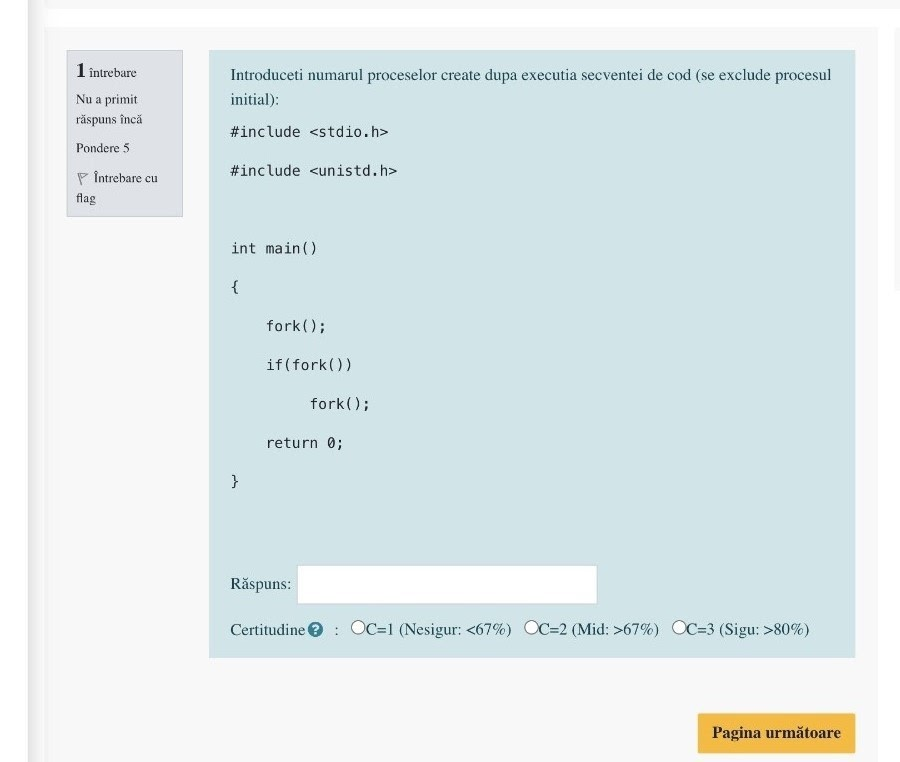 1 întrebare
Nu a primit
răspuns încă
Pondere 5
Întrebare cu
flag
Introduceti numarul proceselor create dupa executia secventei de cod (se exclude procesul
initial):
#include <stdio.h>
#include <unistd.h>
int main()
{
fork();
if(fork())
fork();
return 0;
}
Răspuns:
Certitudine ? : C=1 (Nesigur: <67%) C=2 (Mid: >67%) C=3 (Sigu: >80%)
Pagina următoare